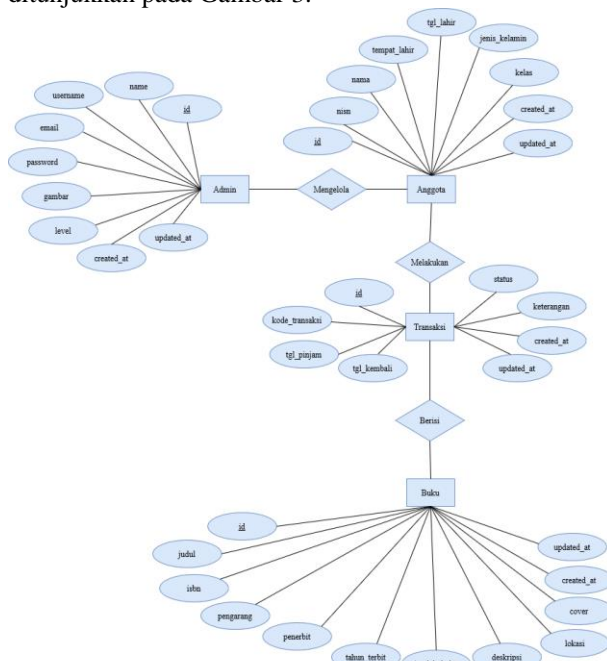 ditunjukkan pada Gambar 3.
tgl_lahir
tempat_lahir
jenis_kelamin
nama
kelas
nisn
created_at
id
updated_at
name
username
id
email
password
gambar
level
created_at
updated_at
Admin
Mengelola
Anggota
Melakukan
id
status
kode_transaksi
keterangan
Transaksi
tgl_pinjam
created_at
tgl_kembali
updated_at
Berisi
Buku
id
judul
isbn
pengarang
penerbit
tahun_terbit
deskripsi
lokasi
cover
created_at
updated_at